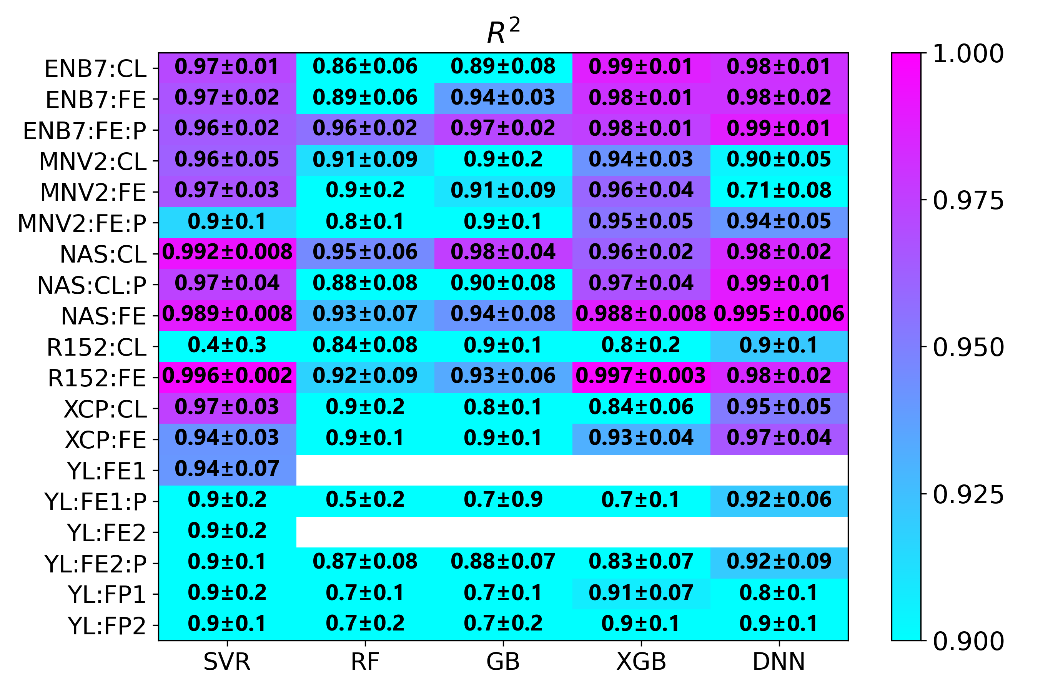 R²
ENB7:CL 0.97±0.01 0.86±0.06 0.89±0.08 0.99±0.01 0.98±0.01
ENB7:FE 0.97±0.02 0.89±0.06 0.94±0.03 0.98±0.01 0.98±0.02
ENB7:FE:P 0.96±0.02 0.96±0.02 0.97±0.02 0.98±0.01 0.99±0.01
MNV2:CL 0.96±0.05 0.91±0.09 0.9±0.2 0.94±0.03 0.90±0.05
MNV2:FE 0.97±0.03 0.9±0.2 0.91±0.09 0.96±0.04 0.71±0.08
MNV2:FE:P 0.9±0.1 0.8±0.1 0.9±0.1 0.95±0.05 0.94±0.05
NAS:CL 0.992±0.008 0.95±0.06 0.98±0.04 0.96±0.02 0.98±0.02
NAS:CL:P 0.97±0.04 0.88±0.08 0.90±0.08 0.97±0.04 0.99±0.01
NAS:FE 0.989±0.008 0.93±0.07 0.94±0.08 0.988±0.008 0.995±0.006
R152:CL 0.4±0.3 0.84±0.08 0.9±0.1 0.8±0.2 0.9±0.1
R152:FE 0.996±0.002 0.92±0.09 0.93±0.06 0.997±0.003 0.98±0.02
XCP:CL 0.97±0.03 0.9±0.2 0.8±0.1 0.84±0.06 0.95±0.05
XCP:FE 0.94±0.03 0.9±0.1 0.9±0.1 0.93±0.04 0.97±0.04
YL:FE1 0.94±0.07
YL:FE1:P 0.9±0.2 0.5±0.2 0.7±0.9 0.7±0.1 0.92±0.06
YL:FE2 0.9±0.2
YL:FE2:P 0.9±0.1 0.87±0.08 0.88±0.07 0.83±0.07 0.92±0.09
YL:FP1 0.9±0.2 0.7±0.1 0.7±0.1 0.91±0.07 0.8±0.1
YL:FP2 0.9±0.1 0.7±0.2 0.7±0.2 0.9±0.1 0.9±0.1
SVR RF GB XGB DNN
1.000
0.975
0.950
0.925
0.900